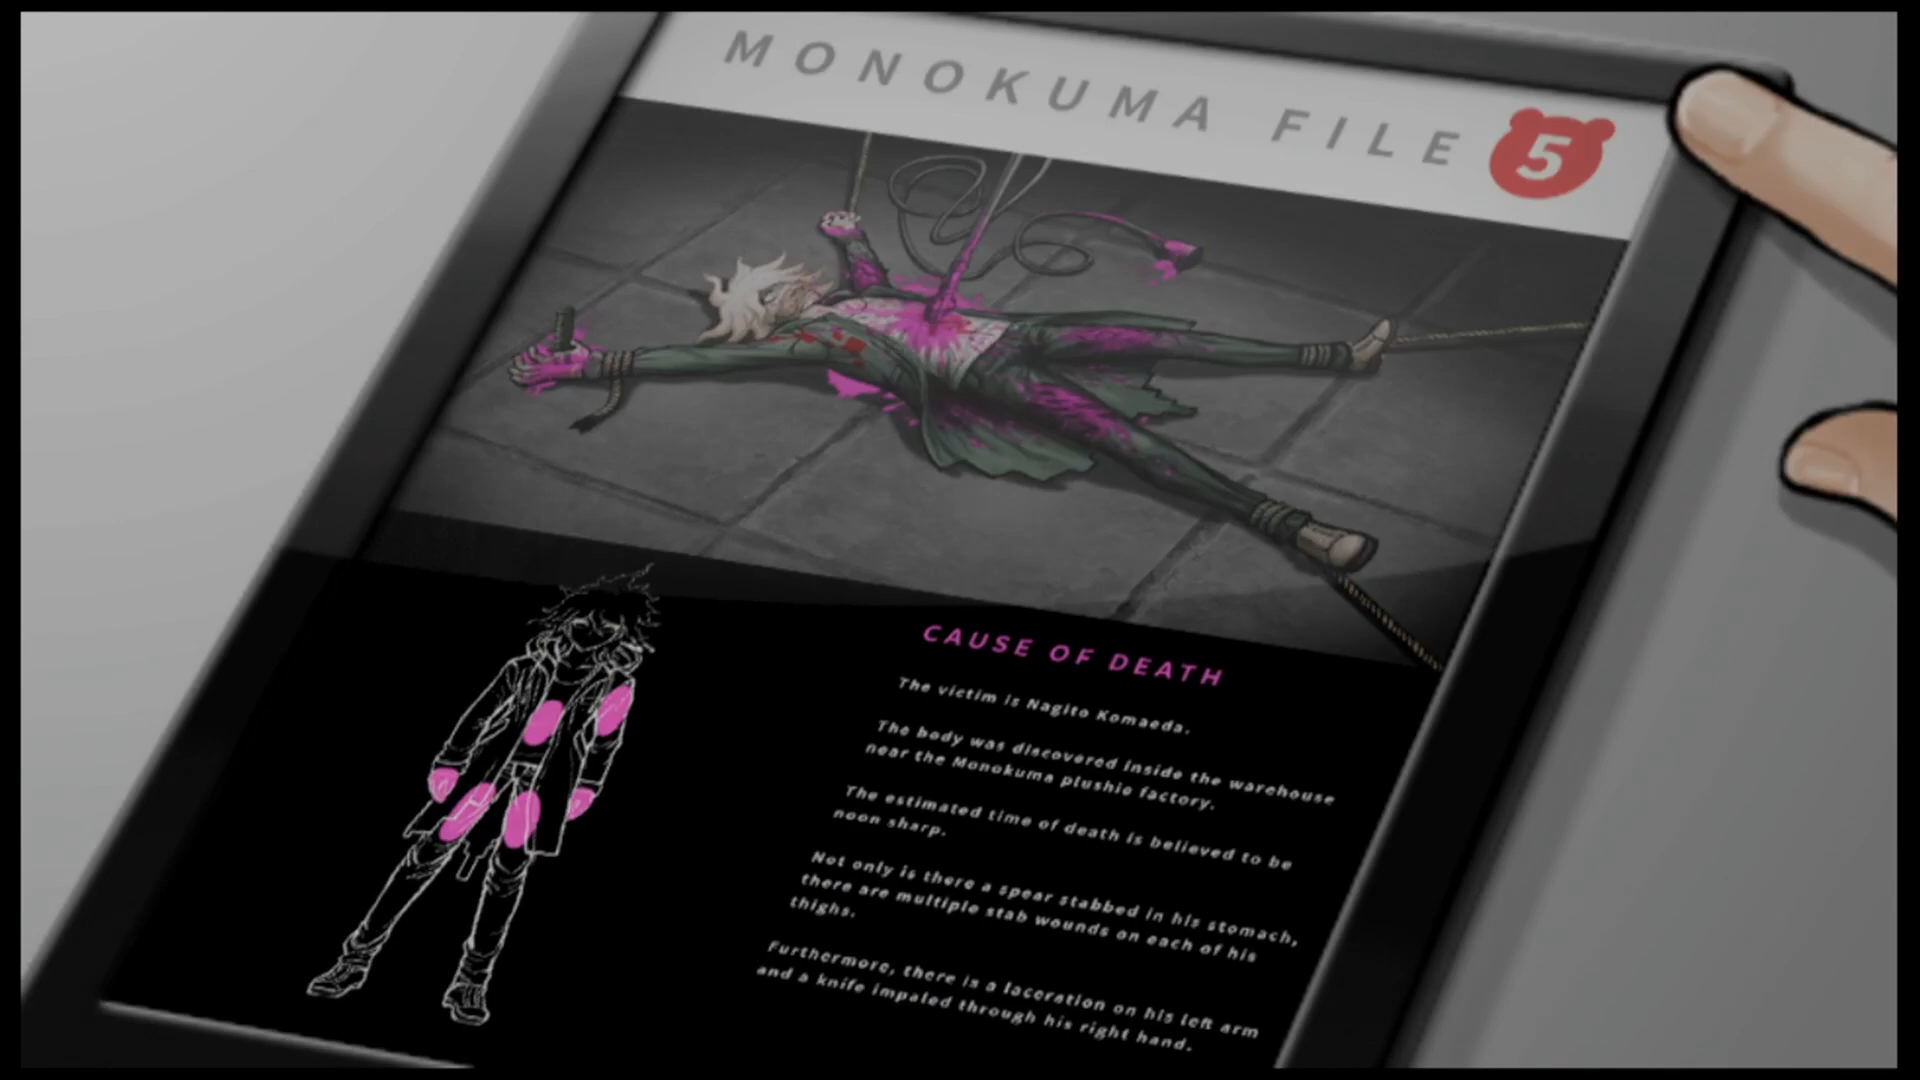 MONOKUMA FILE 5
CAUSE OF DEATH
The victim is Nagito Komaeda.
The body was discovered inside the warehouse
near the Monokuma plushie factory.
The estimated time of death is believed to be
noon sharp.
Not only is there a spear stabbed in his stomach,
there are multiple stab wounds on each of his
thighs.
Furthermore, there is a laceration on his left arm
and a knife impaled through his right hand.